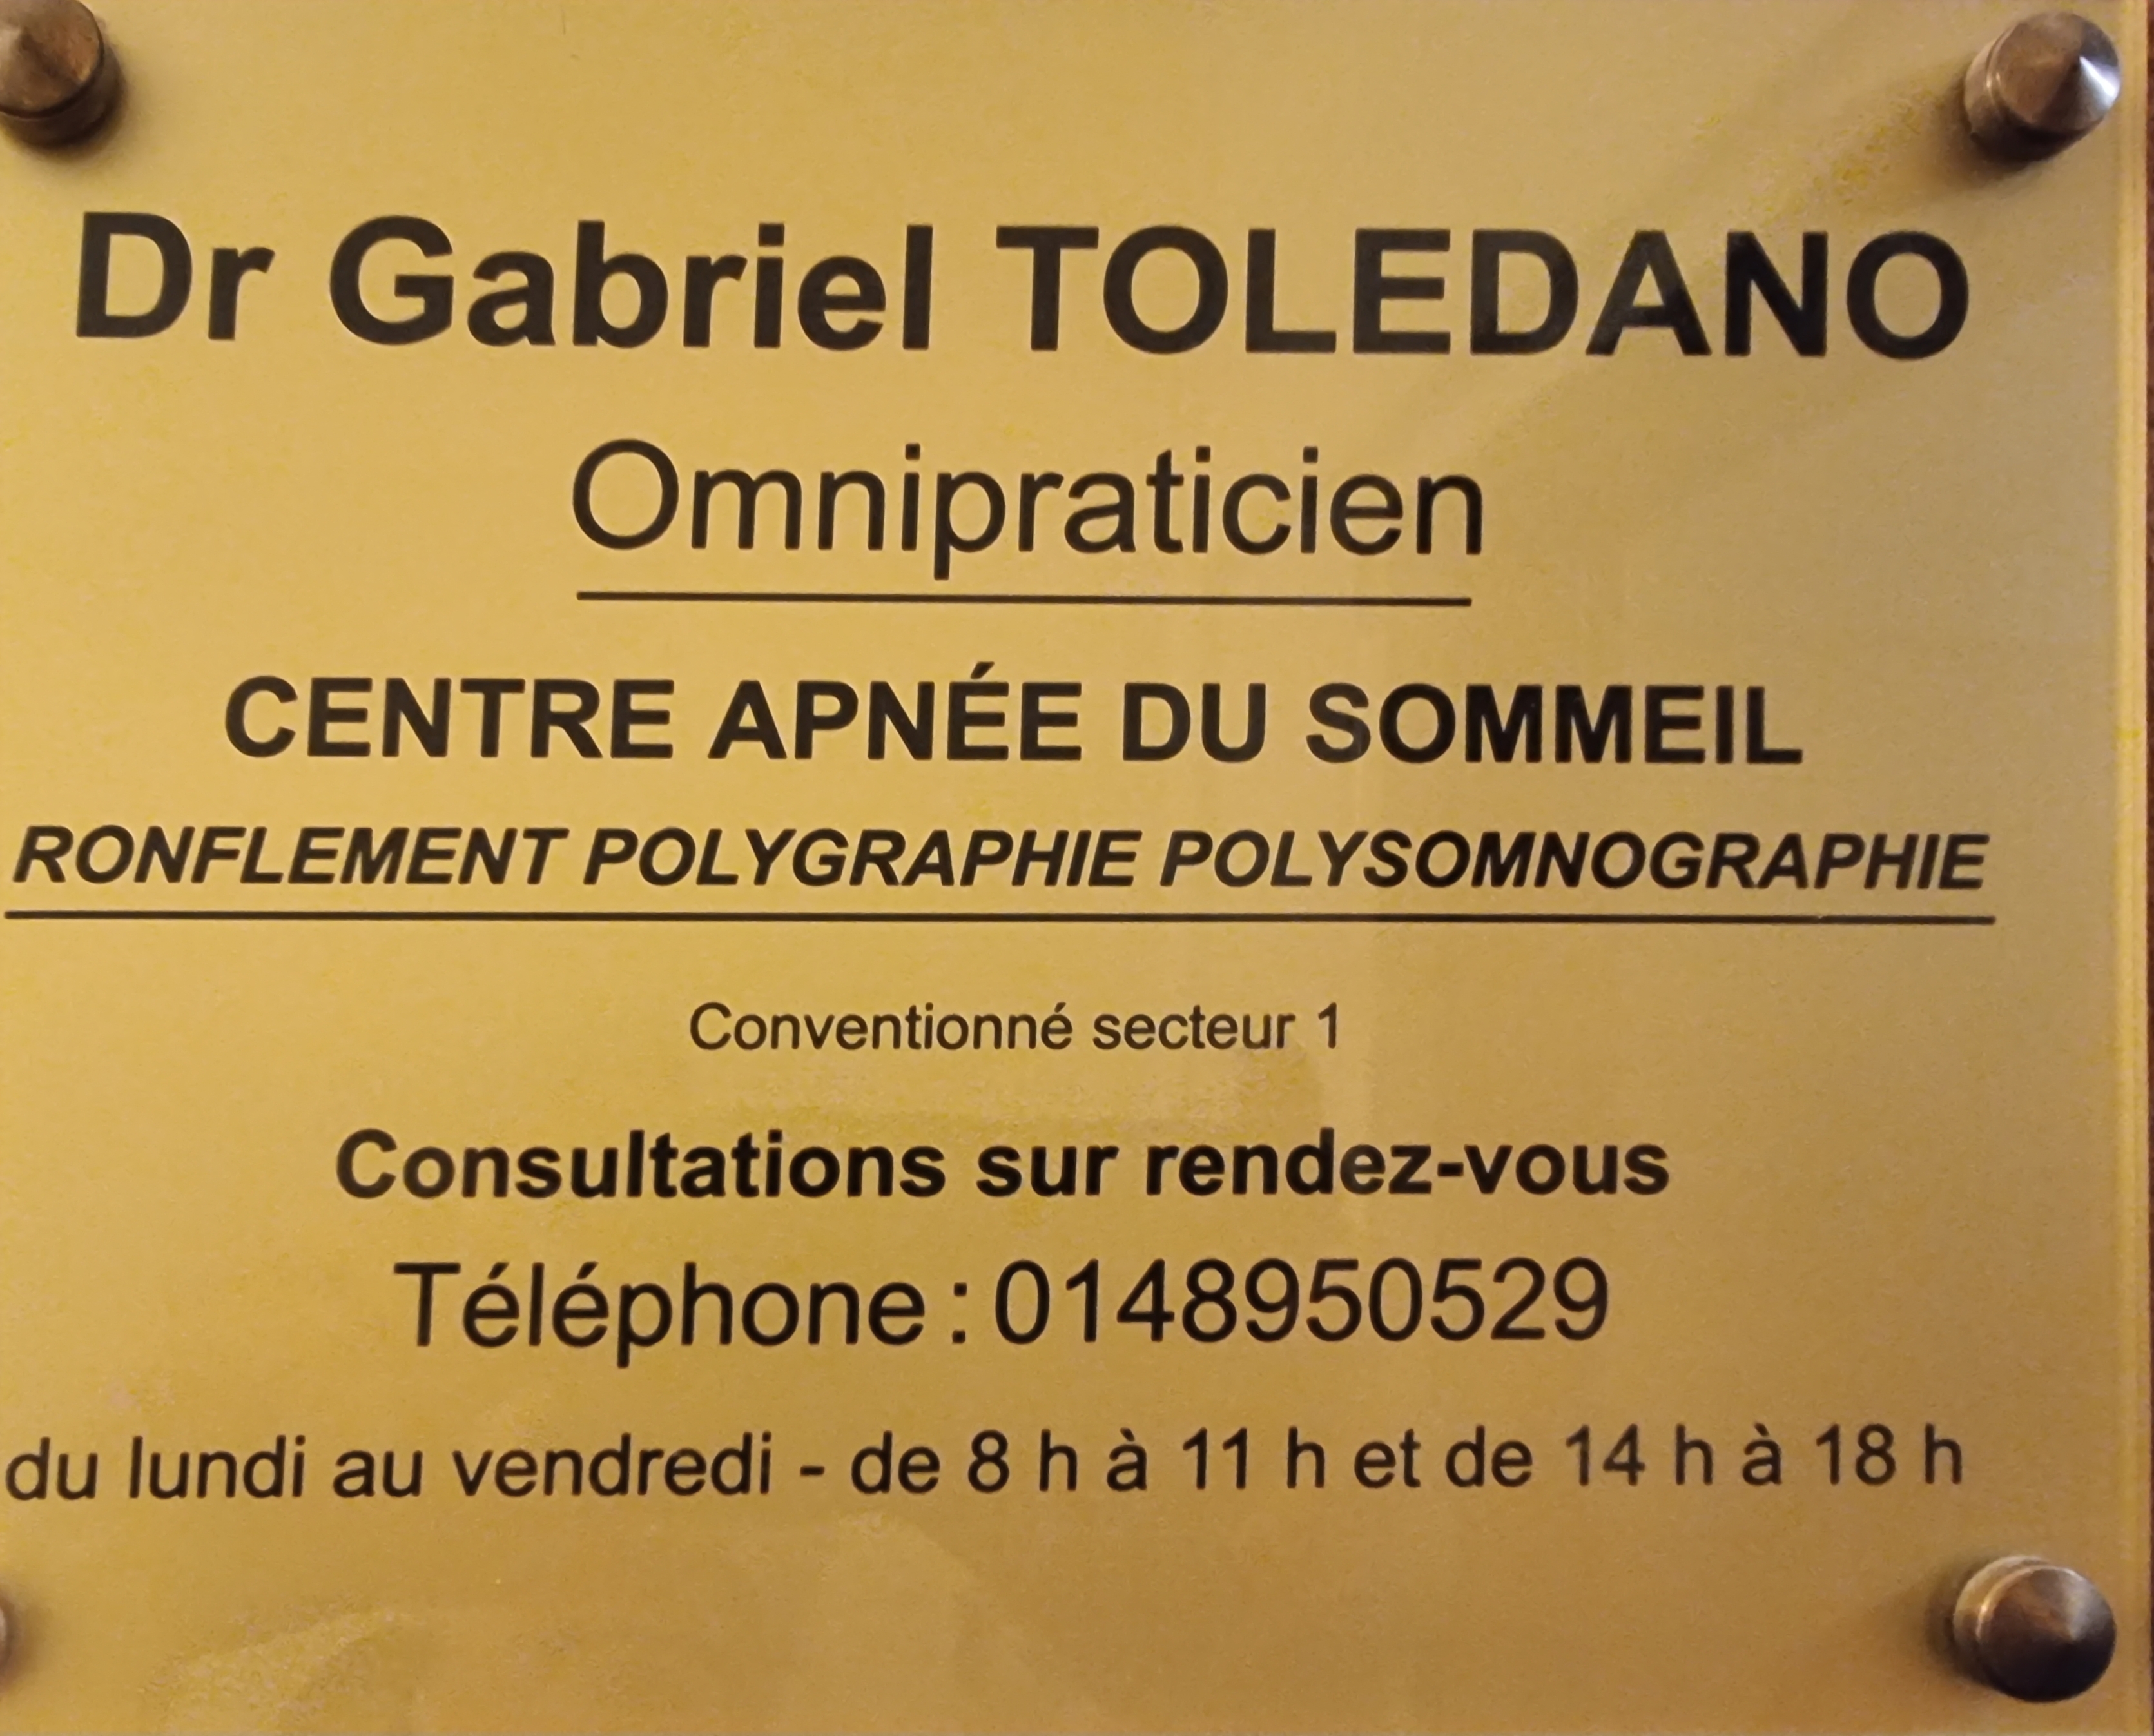 Dr Gabriel TOLEDANO
Omnipraticien
CENTRE APNÉE DU SOMMEIL
RONFLEMENT POLYGRAPHIE POLYSOMNOGRAPHIE
Conventionné secteur 1
Consultations sur rendez-vous
Téléphone : 0148950529
du lundi au vendredi - de 8 h à 11 h et de 14 h à 18 h